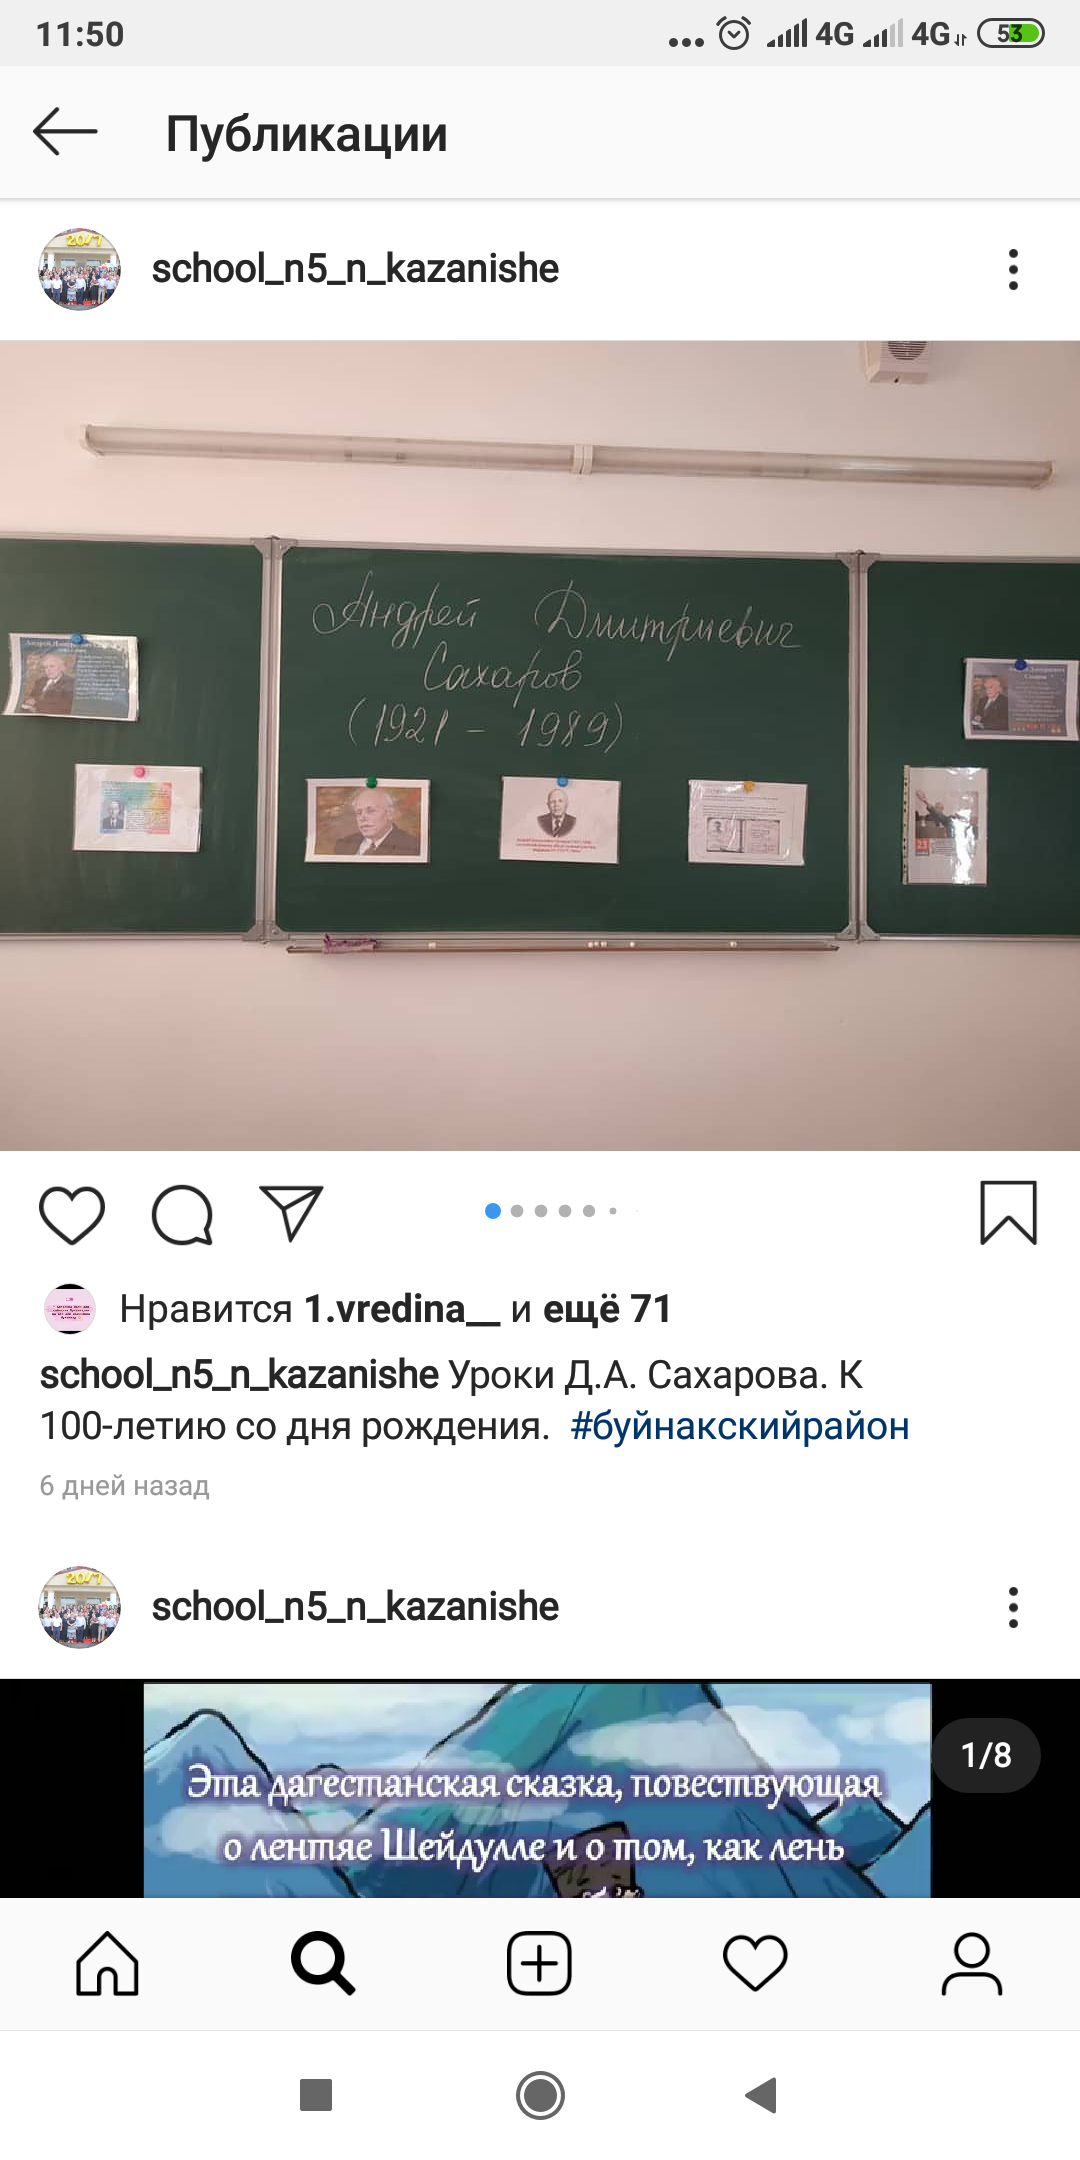 11:50
4G 4G 53
Публикации
school_n5_n_kazanishe
Андрей Дмитриевич
Сахаров
(1921 - 1989)
23
Нравится 1.vredina__ и ещё 71
school_n5_n_kazanishe Уроки Д.А. Сахарова. К
100-летию со дня рождения. #буйнакскийрайон
6 дней назад
school_n5_n_kazanishe
1/8
Эта дагестанская сказка, повествующая
о лентяе Шейдулле и о том, как лень